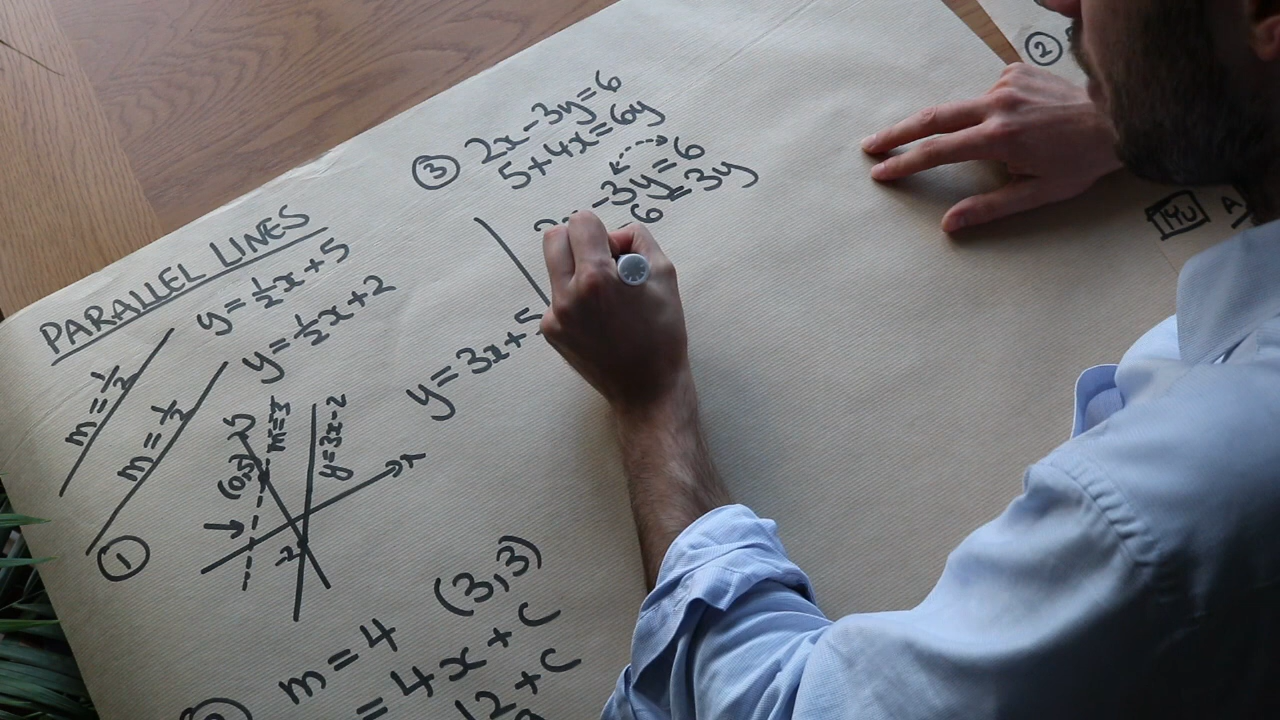 PARALLEL LINES
m=½
m=½
y=½x+5
y=½x+2
①
(0,5)
y
m=3
y=3x-2
x
-2
y=3x+5
m=4 (3,3)
=4x+c
12+c
③ 2x-3y=6
5+4x=6y
-3y=6
6=3y
②
MU
A